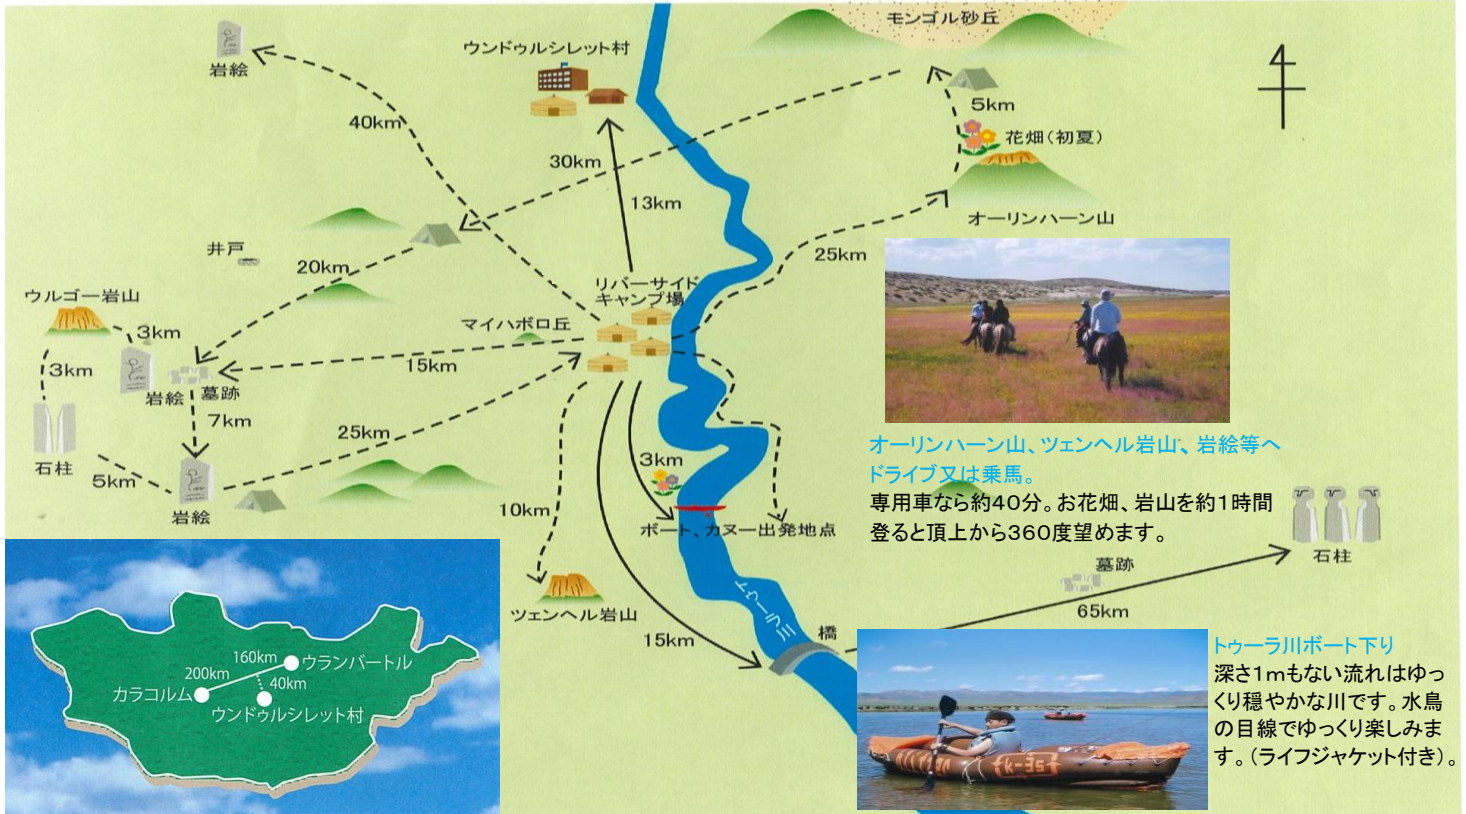 モンゴル砂丘
ウンドゥルシレット村
岩絵
40km
5km
花畑(初夏)
30km
13km
オーリンハーン山
25km
井戸
20km
リバーサイド
キャンプ場
ウルゴー岩山
マイハボロ丘
3km
15km
3km
岩絵
墓跡
7km
25km
石柱
5km
3km
岩絵
10km
ボート、カヌー出発地点
オーリンハーン山、ツェンヘル岩山、岩絵等へ
ドライブ又は乗馬。
専用車なら約40分。お花畑、岩山を約1時間
登ると頂上から360度望めます。
石柱
墓跡
65km
ツェンヘル岩山
トゥーラ川
橋
15km
160km
ウランバートル
200km
カラコルム
40km
ウンドゥルシレット村
トゥーラ川ボート下り
深さ1mもない流れはゆっ
くり穏やかな川です。水鳥
の目線でゆっくり楽しみま
す。(ライフジャケット付き)。
K-35